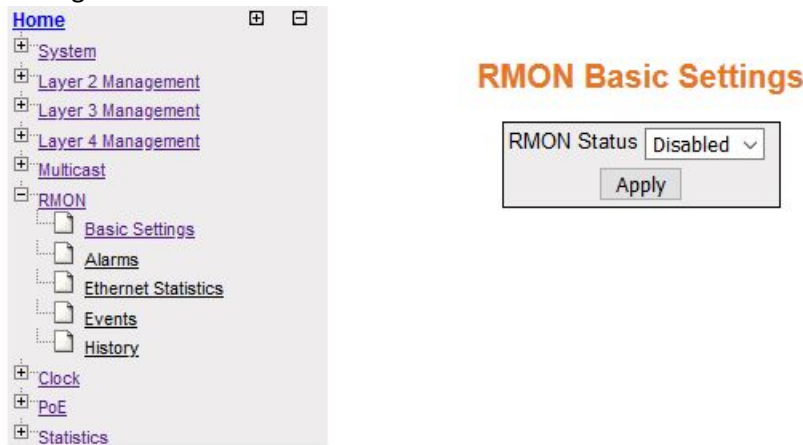 Home
System
Layer 2 Management
Layer 3 Management
Layer 4 Management
Multicast
RMON
Basic Settings
Alarms
Ethernet Statistics
Events
History
Clock
PoE
Statistics
RMON Basic Settings
RMON Status Disabled
Apply